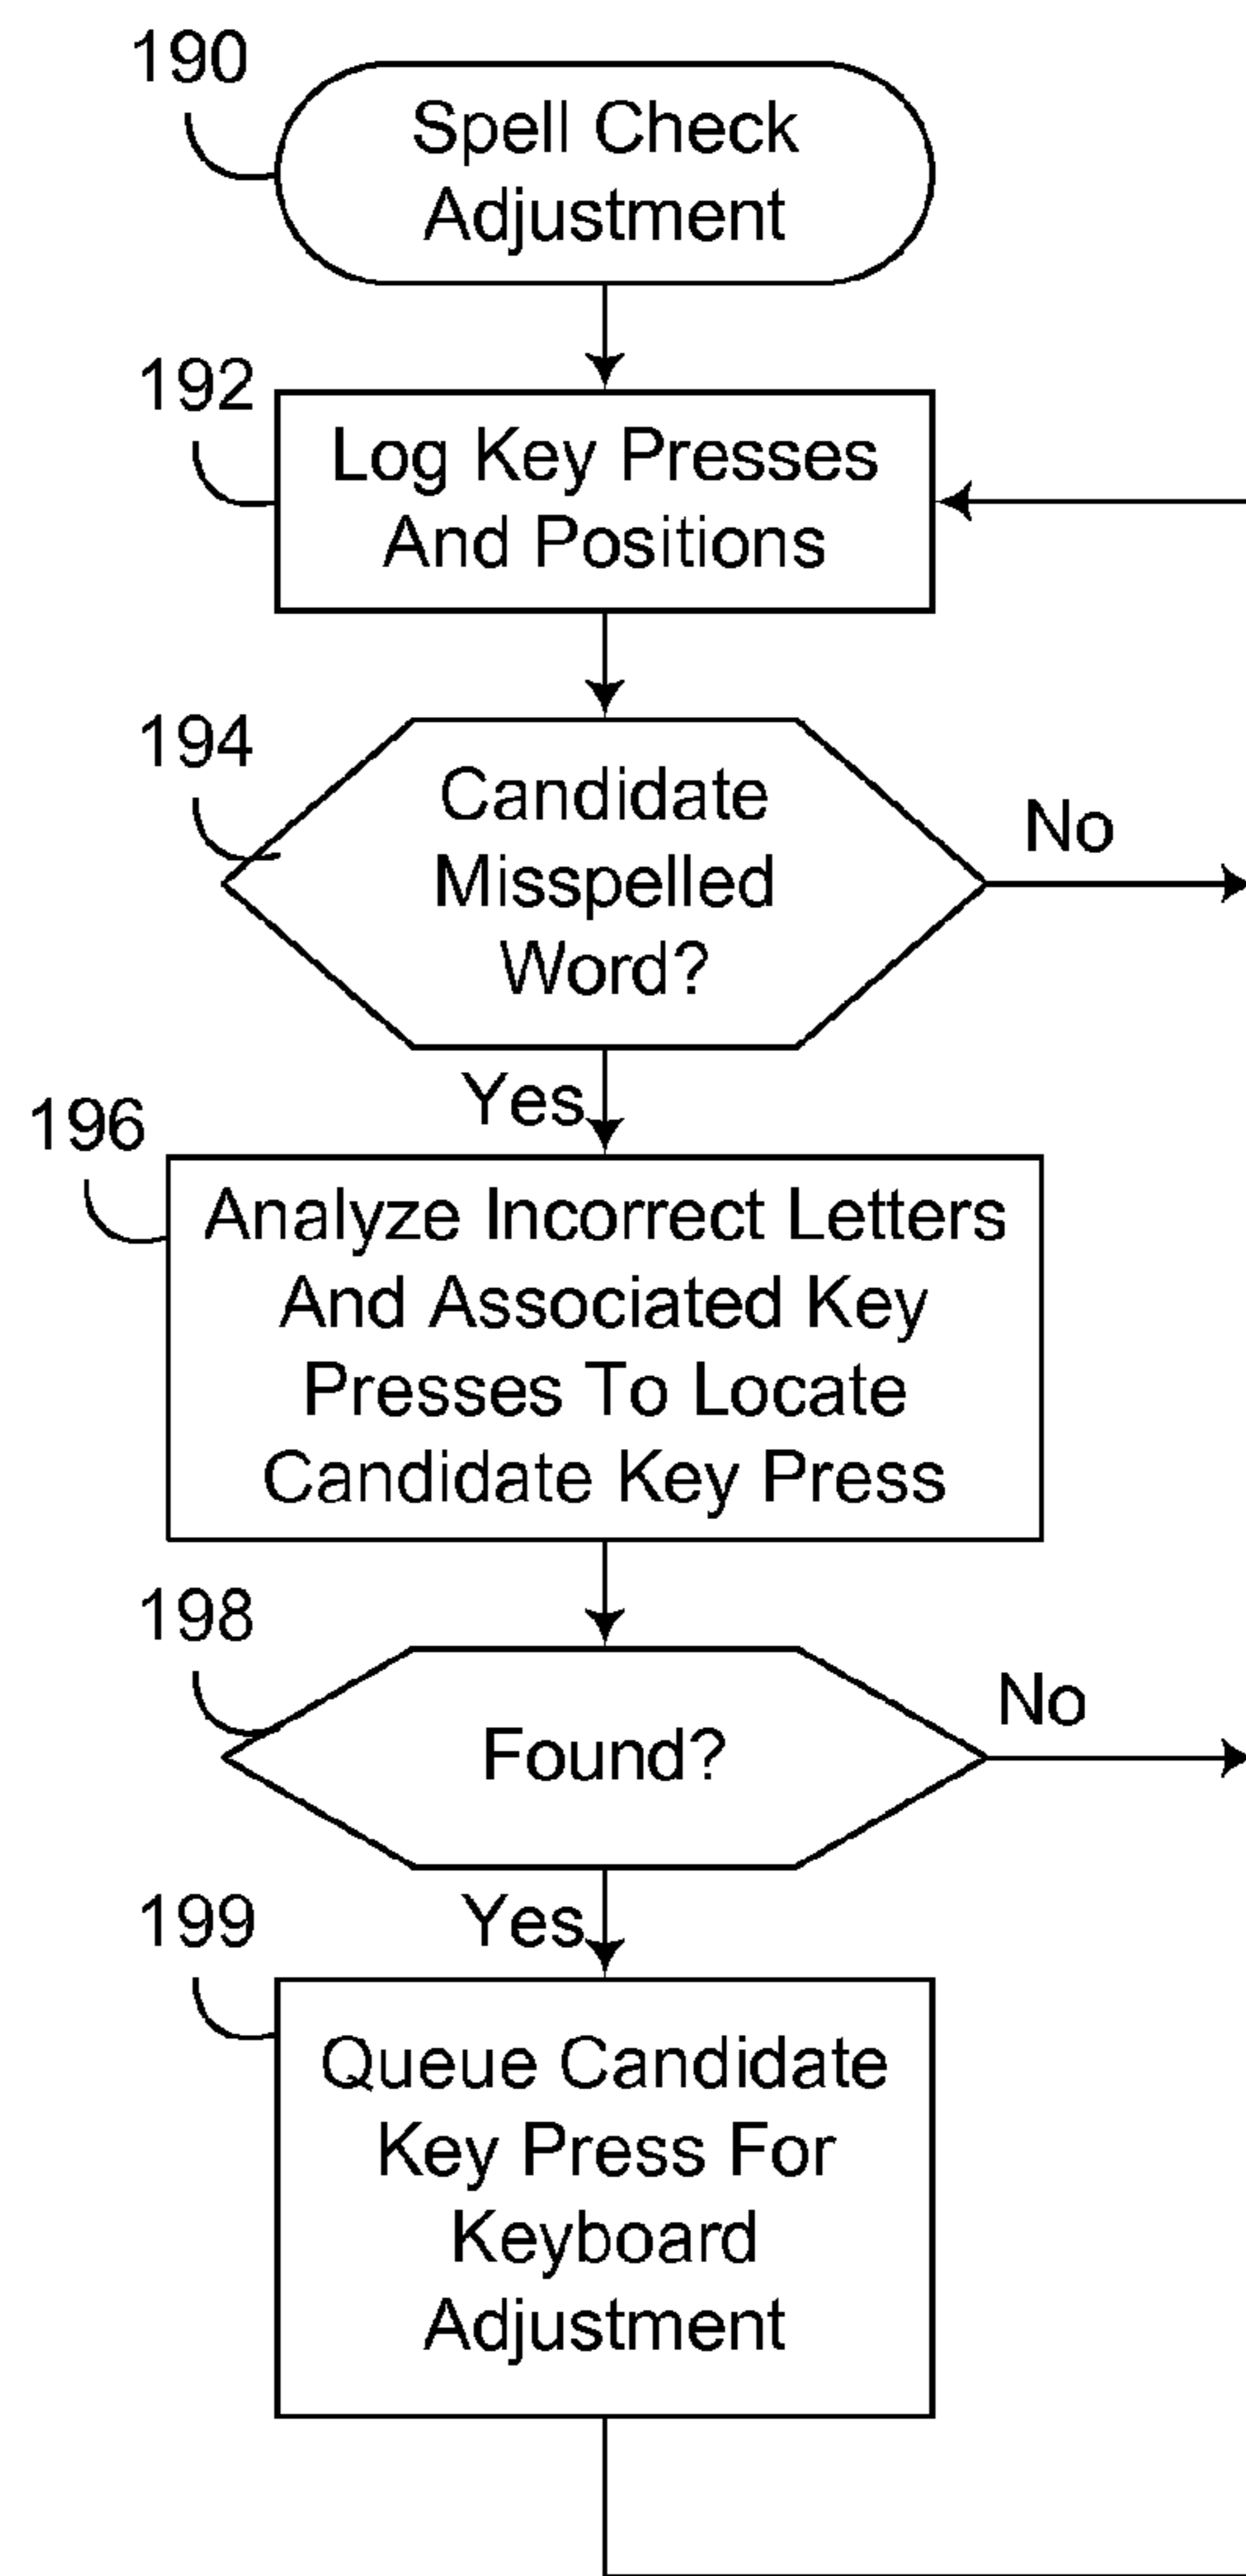 190
Spell Check
Adjustment
192
Log Key Presses
And Positions
194
Candidate
Misspelled
Word?
No
Yes
196
Analyze Incorrect Letters
And Associated Key
Presses To Locate
Candidate Key Press
198
Found?
No
Yes
199
Queue Candidate
Key Press For
Keyboard
Adjustment